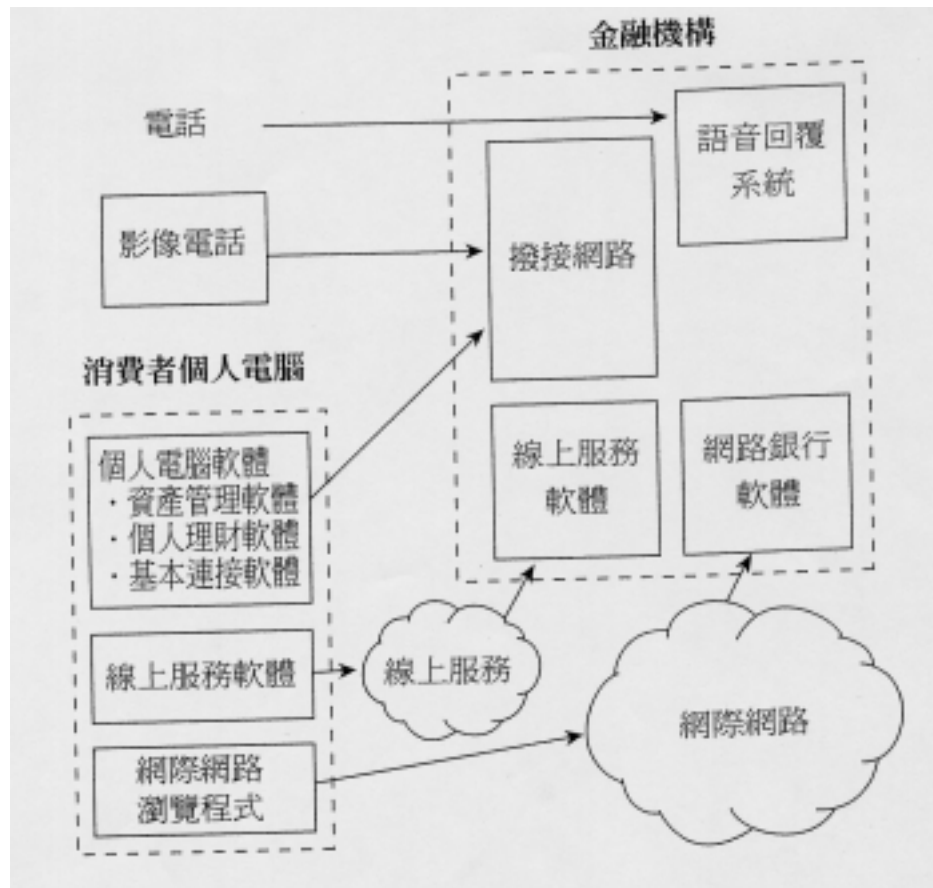 金融機構
電話
語音回覆
系統
影像電話
撥接網路
消費者個人電腦
個人電腦軟體
・資產管理軟體
・個人理財軟體
・基本連接軟體
線上服務
軟體
網路銀行
軟體
線上服務軟體
線上服務
網際網路
網際網路
瀏覽程式